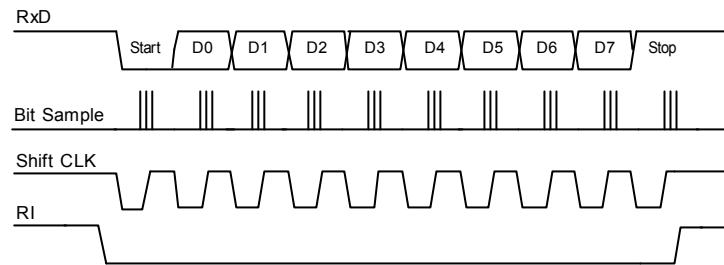 RxD
Start D0 D1 D2 D3 D4 D5 D6 D7 Stop
Bit Sample
Shift CLK
RI